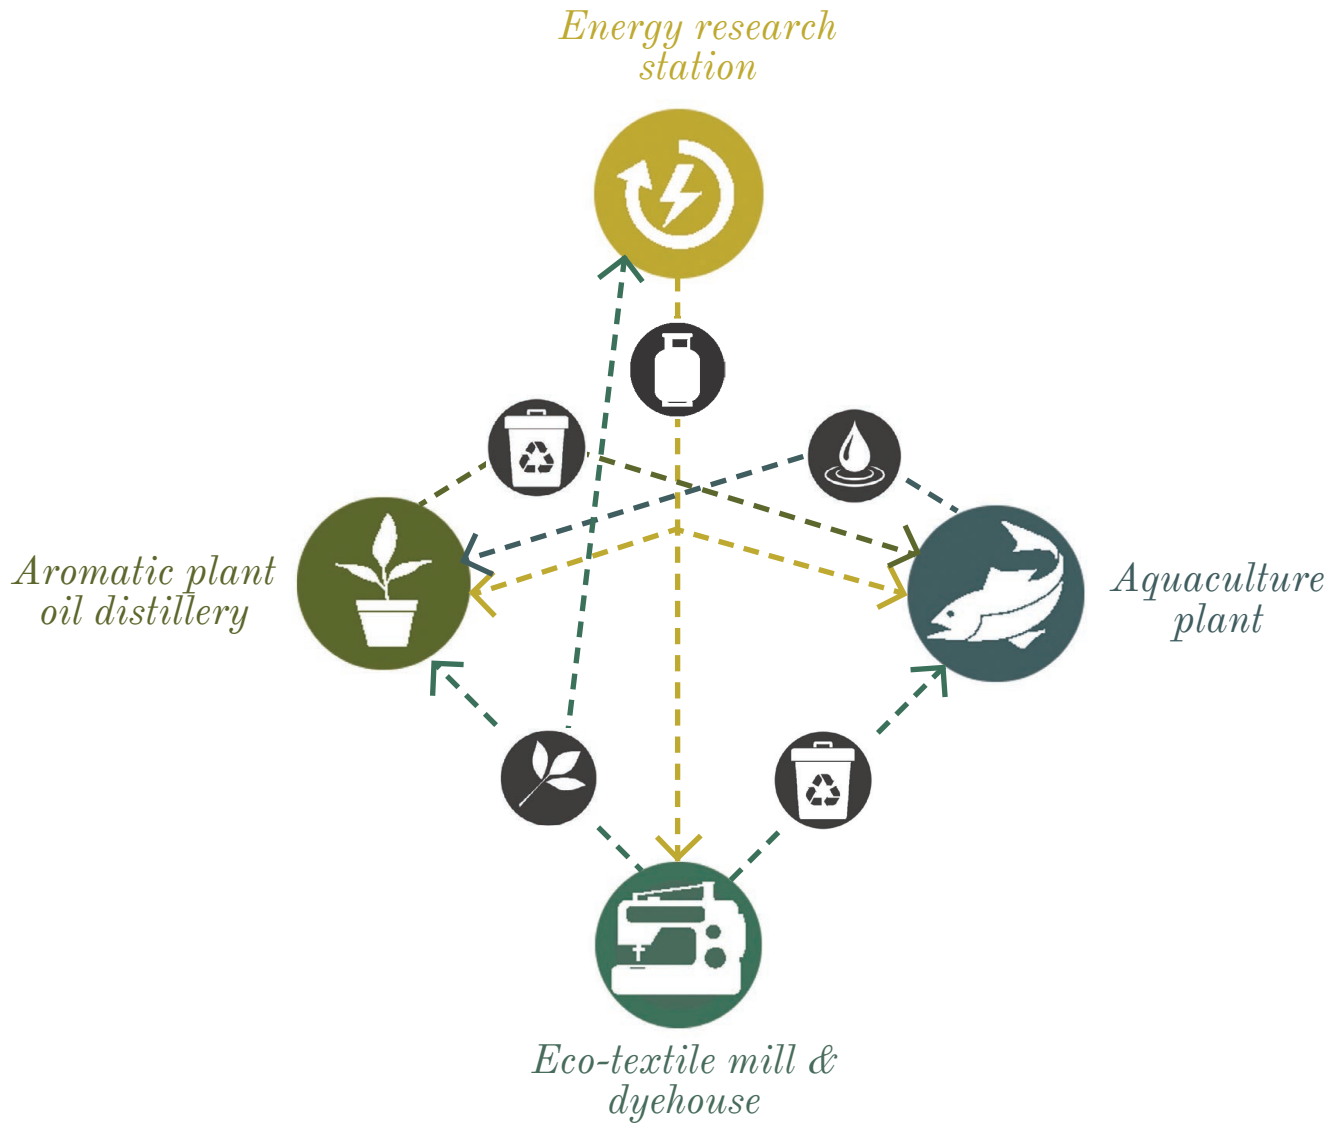 Energy research
station
Aromatic plant
oil distillery
Aquaculture
plant
Eco-textile mill &
dyehouse